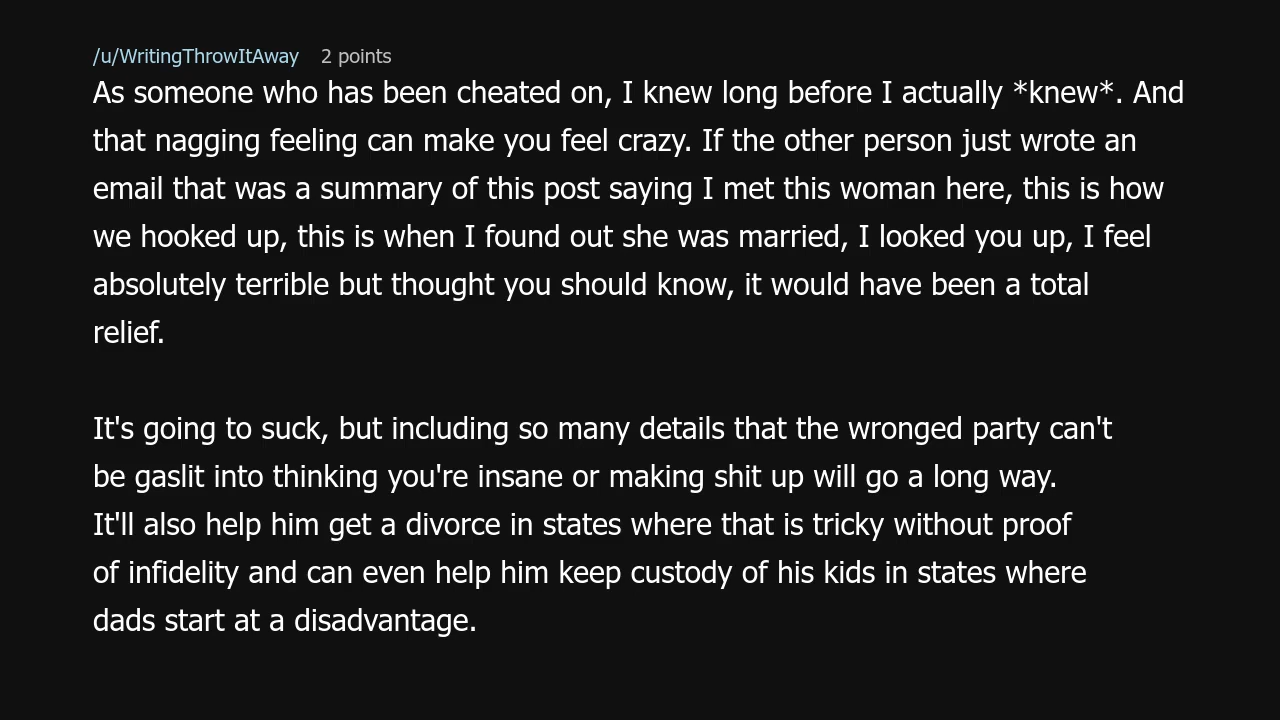 /u/WritingThrowItAway 2 points
As someone who has been cheated on, I knew long before I actually *knew*. And
that nagging feeling can make you feel crazy. If the other person just wrote an
email that was a summary of this post saying I met this woman here, this is how
we hooked up, this is when I found out she was married, I looked you up, I feel
absolutely terrible but thought you should know, it would have been a total
relief.
It's going to suck, but including so many details that the wronged party can't
be gaslit into thinking you're insane or making shit up will go a long way.
It'll also help him get a divorce in states where that is tricky without proof
of infidelity and can even help him keep custody of his kids in states where
dads start at a disadvantage.